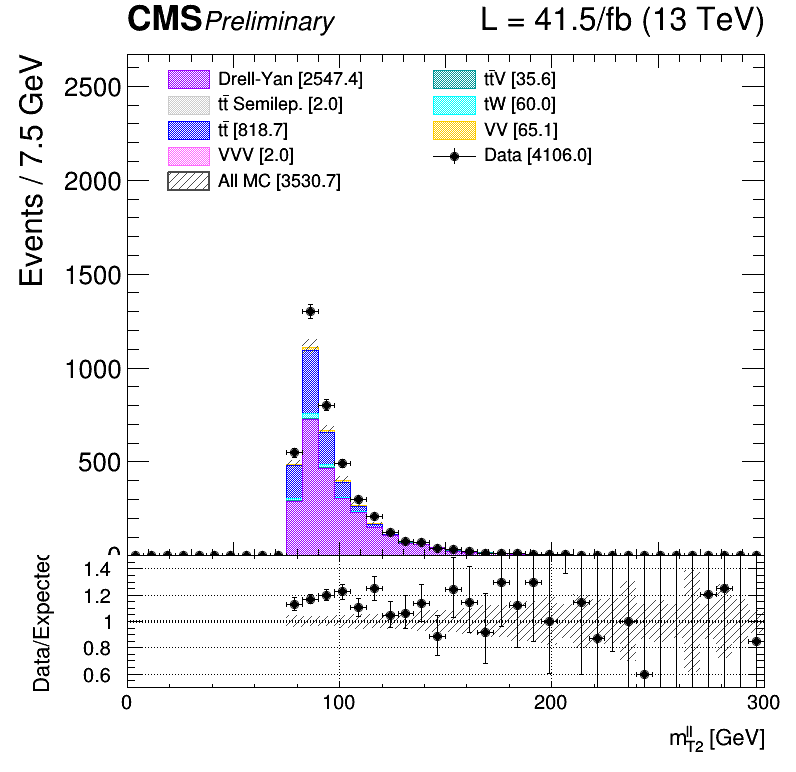 CMS Preliminary L = 41.5/fb (13 TeV)
Events / 7.5 GeV
2500
2000
1500
1000
500
0
Drell-Yan [2547.4]
tt̄ Semilep. [2.0]
tt̄ [818.7]
VVV [2.0]
All MC [3530.7]
tt̄V [35.6]
tW [60.0]
VV [65.1]
Data [4106.0]
Data/Expected
1.4
1.2
1
0.8
0.6
0 100 200 300
m^{ll}_{T2} [GeV]